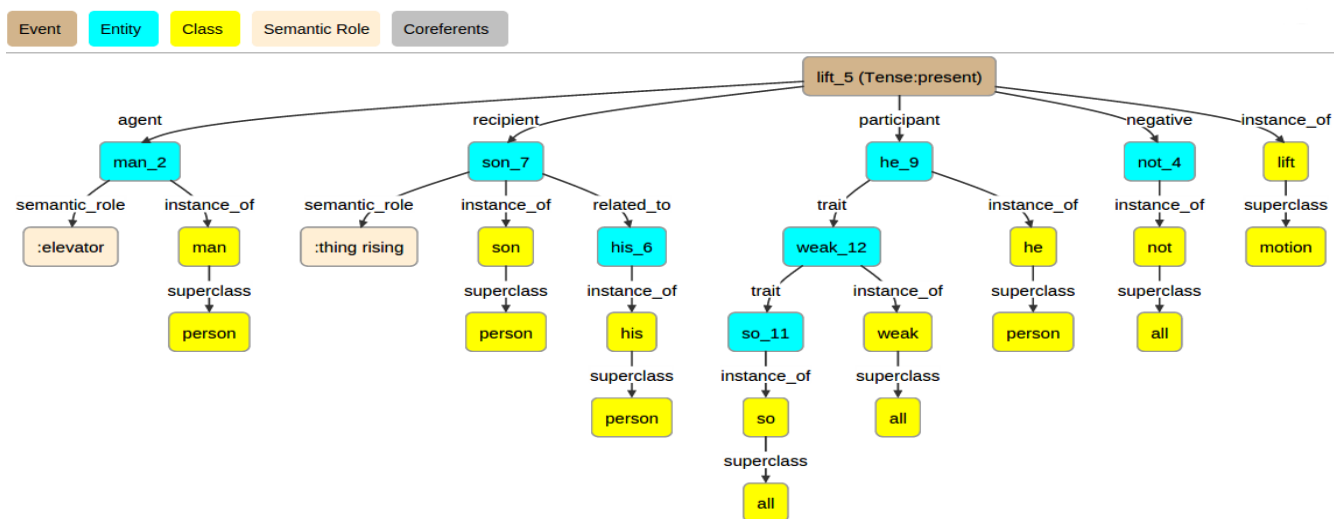 Event Entity Class Semantic Role Coreferents
lift_5 (Tense:present)
agent recipient participant negative instance_of
man_2 son_7 he_9 not_4 lift
semantic_role instance_of semantic_role instance_of related_to trait instance_of instance_of superclass
:elevator man :thing rising son his_6 weak_12 he not motion
superclass superclass instance_of trait instance_of superclass superclass
person person his so_11 weak person all
superclass instance_of superclass
person so all
superclass
all